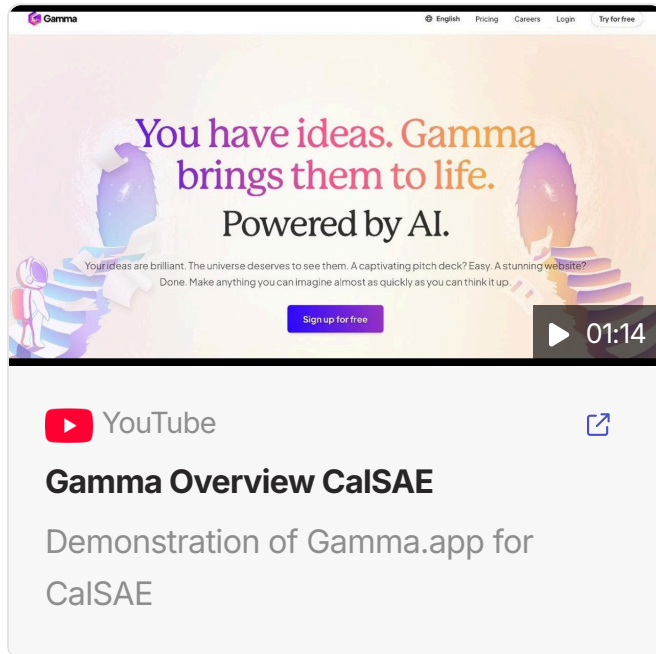 Gamma
English Pricing Careers Login Try for free
You have ideas. Gamma
brings them to life.
Powered by AI.
Your ideas are brilliant. The universe deserves to see them. A captivating pitch deck? Easy. A stunning website?
Done. Make anything you can imagine almost as quickly as you can think it up.
Sign up for free
01:14
YouTube
Gamma Overview CalSAE
Demonstration of Gamma.app for
CalSAE